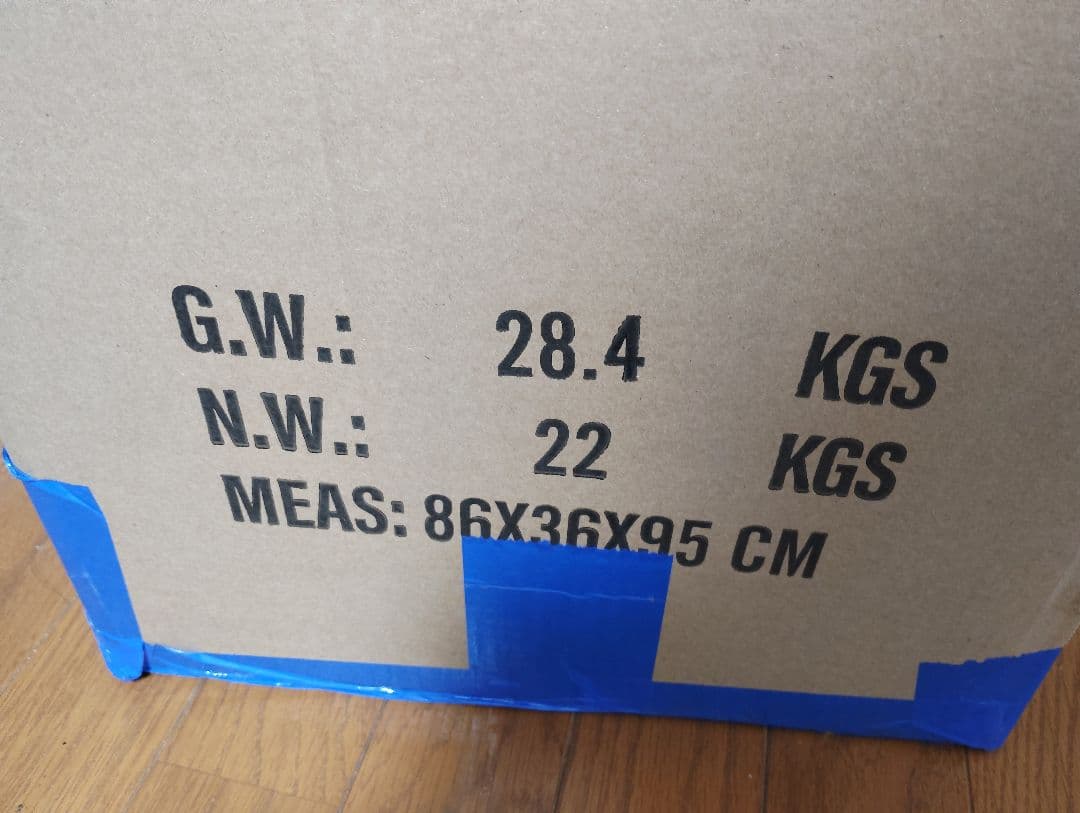 G.W.: 28.4 KGS
N.W.: 22 KGS
MEAS: 86X36X95 CM